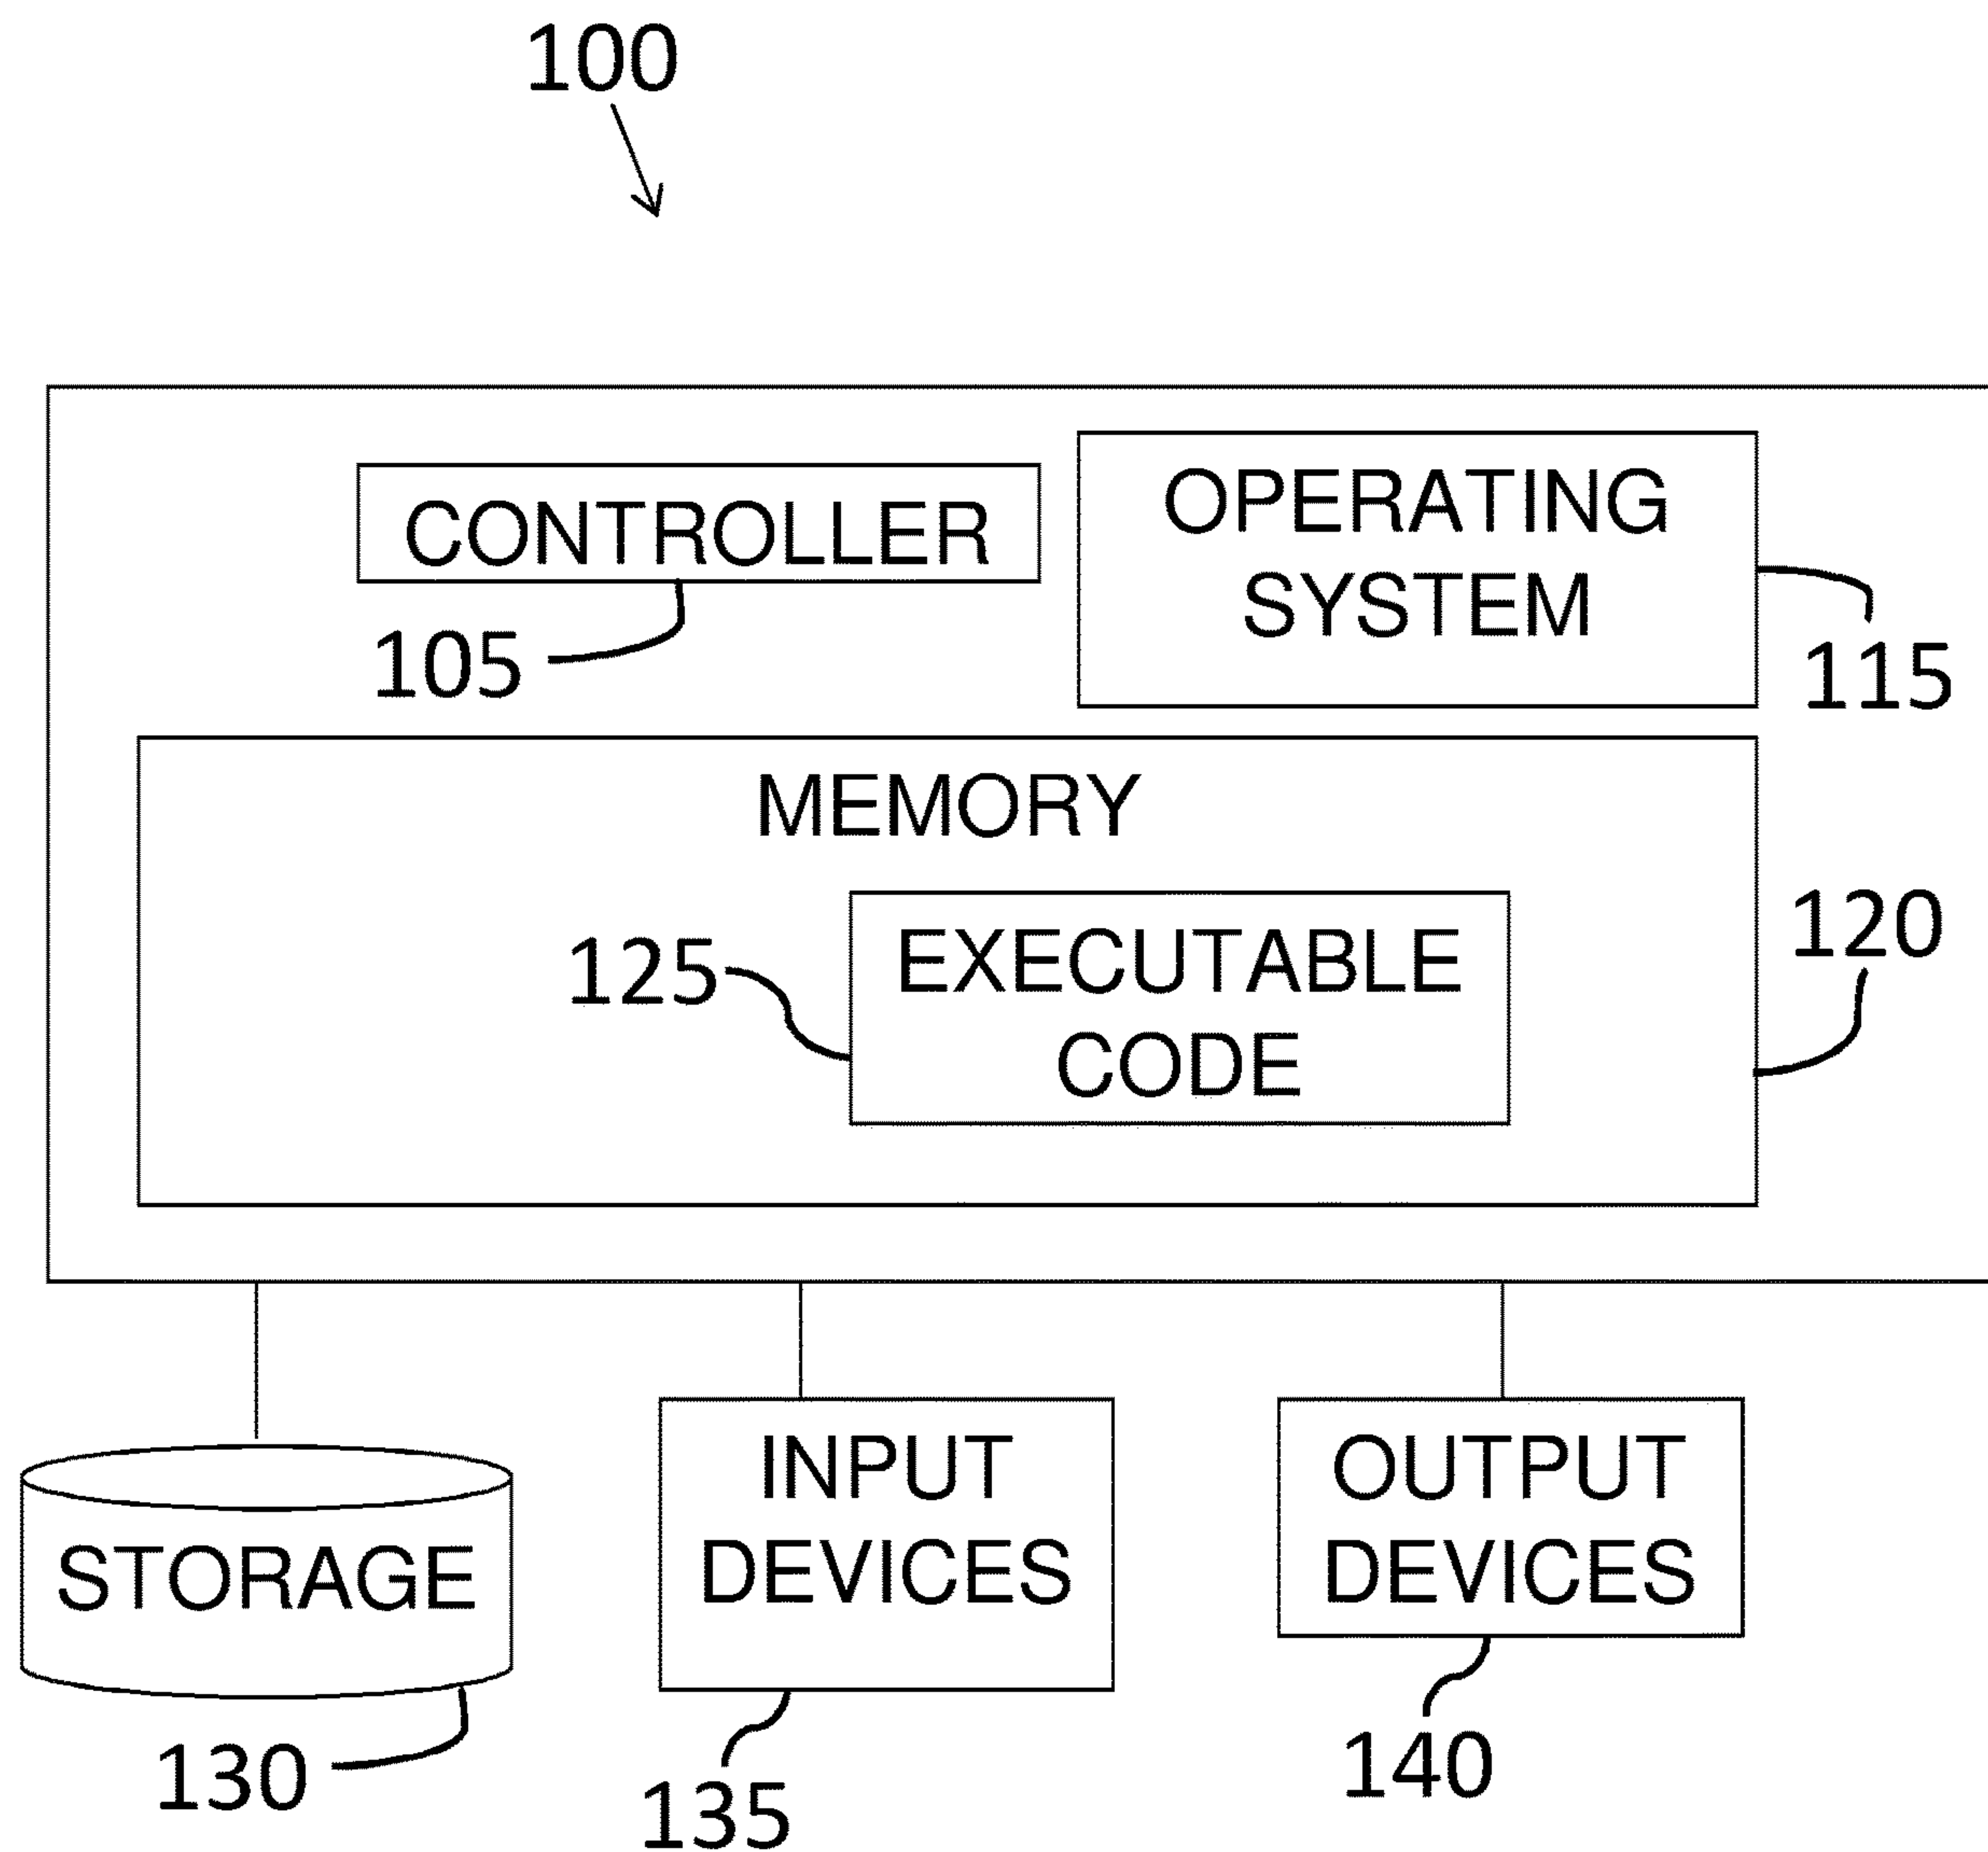 100
CONTROLLER
105
OPERATING
SYSTEM
115
MEMORY
125
EXECUTABLE
CODE
120
STORAGE
130
INPUT
DEVICES
135
OUTPUT
DEVICES
140